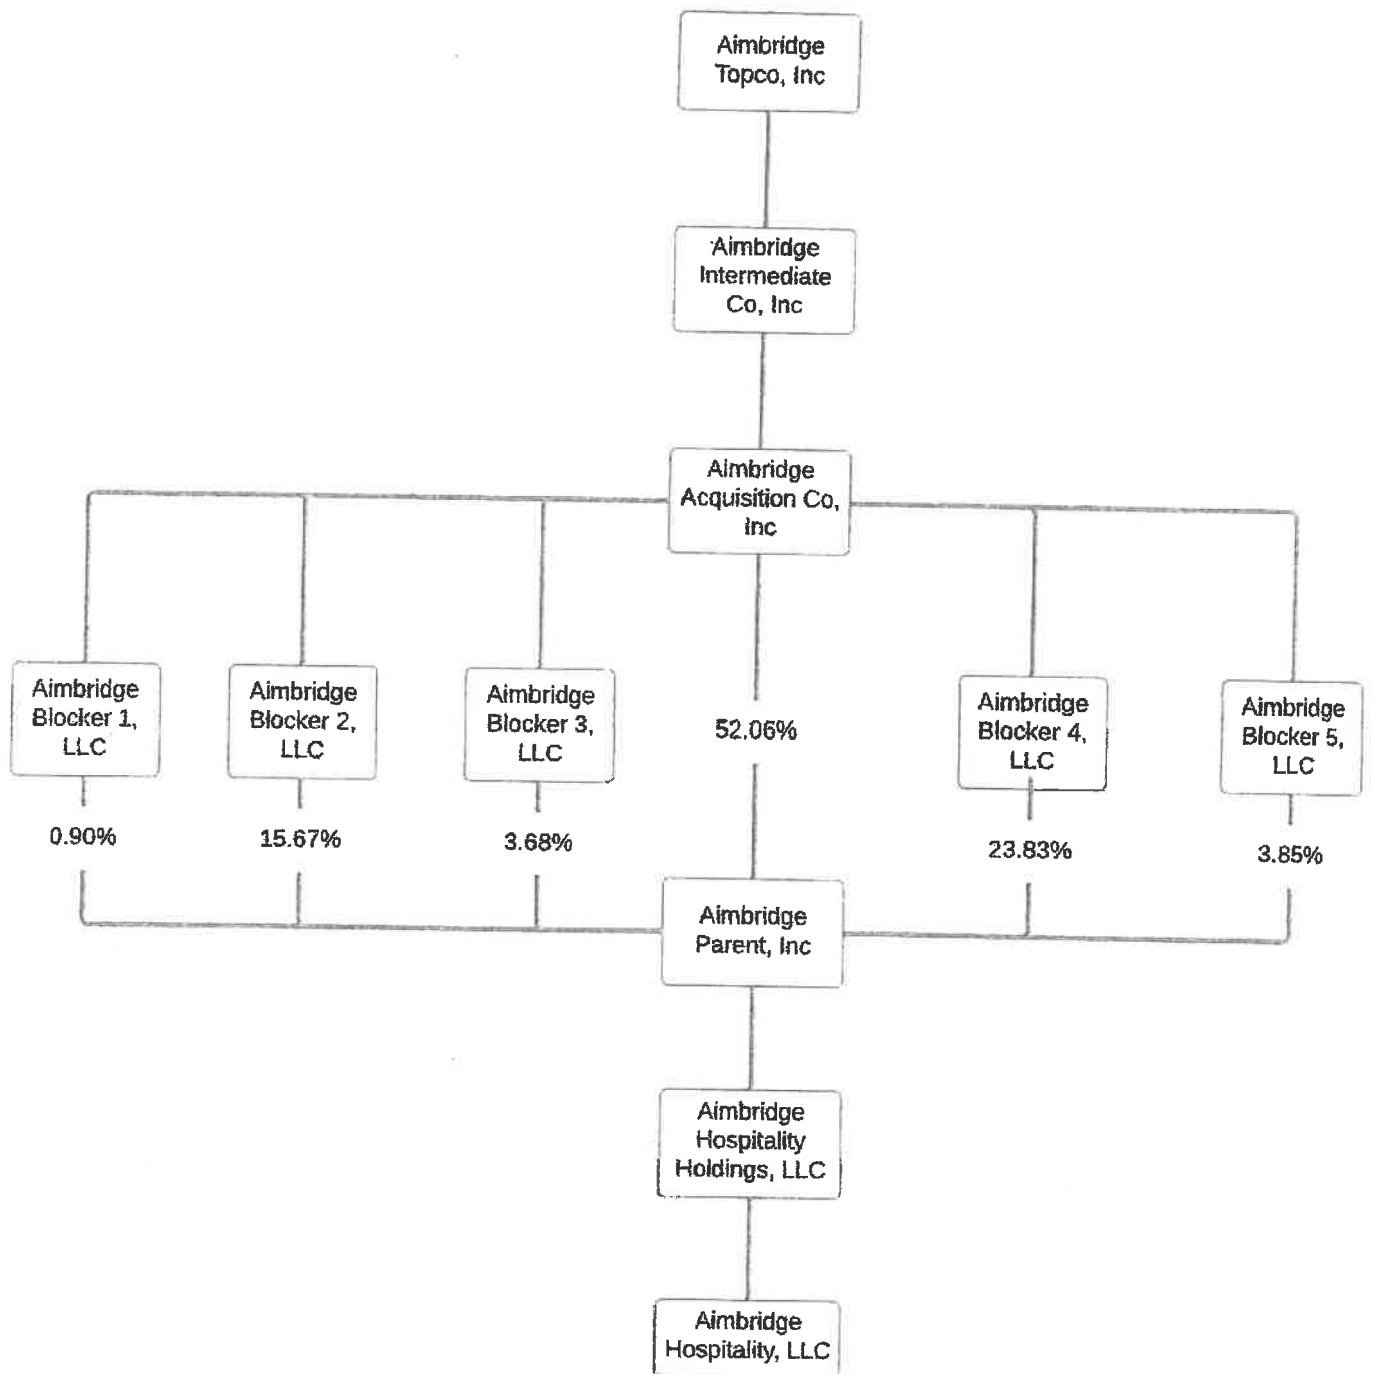 Aimbridge
Topco, Inc
Aimbridge
Intermediate
Co, Inc
Aimbridge
Acquisition Co,
Inc
Aimbridge
Blocker 1,
LLC
Aimbridge
Blocker 2,
LLC
Aimbridge
Blocker 3,
LLC
52.06%
Aimbridge
Blocker 4,
LLC
Aimbridge
Blocker 5,
LLC
0.90%
15.67%
3.68%
23.83%
3.85%
Aimbridge
Parent, Inc
Aimbridge
Hospitality
Holdings, LLC
Aimbridge
Hospitality, LLC